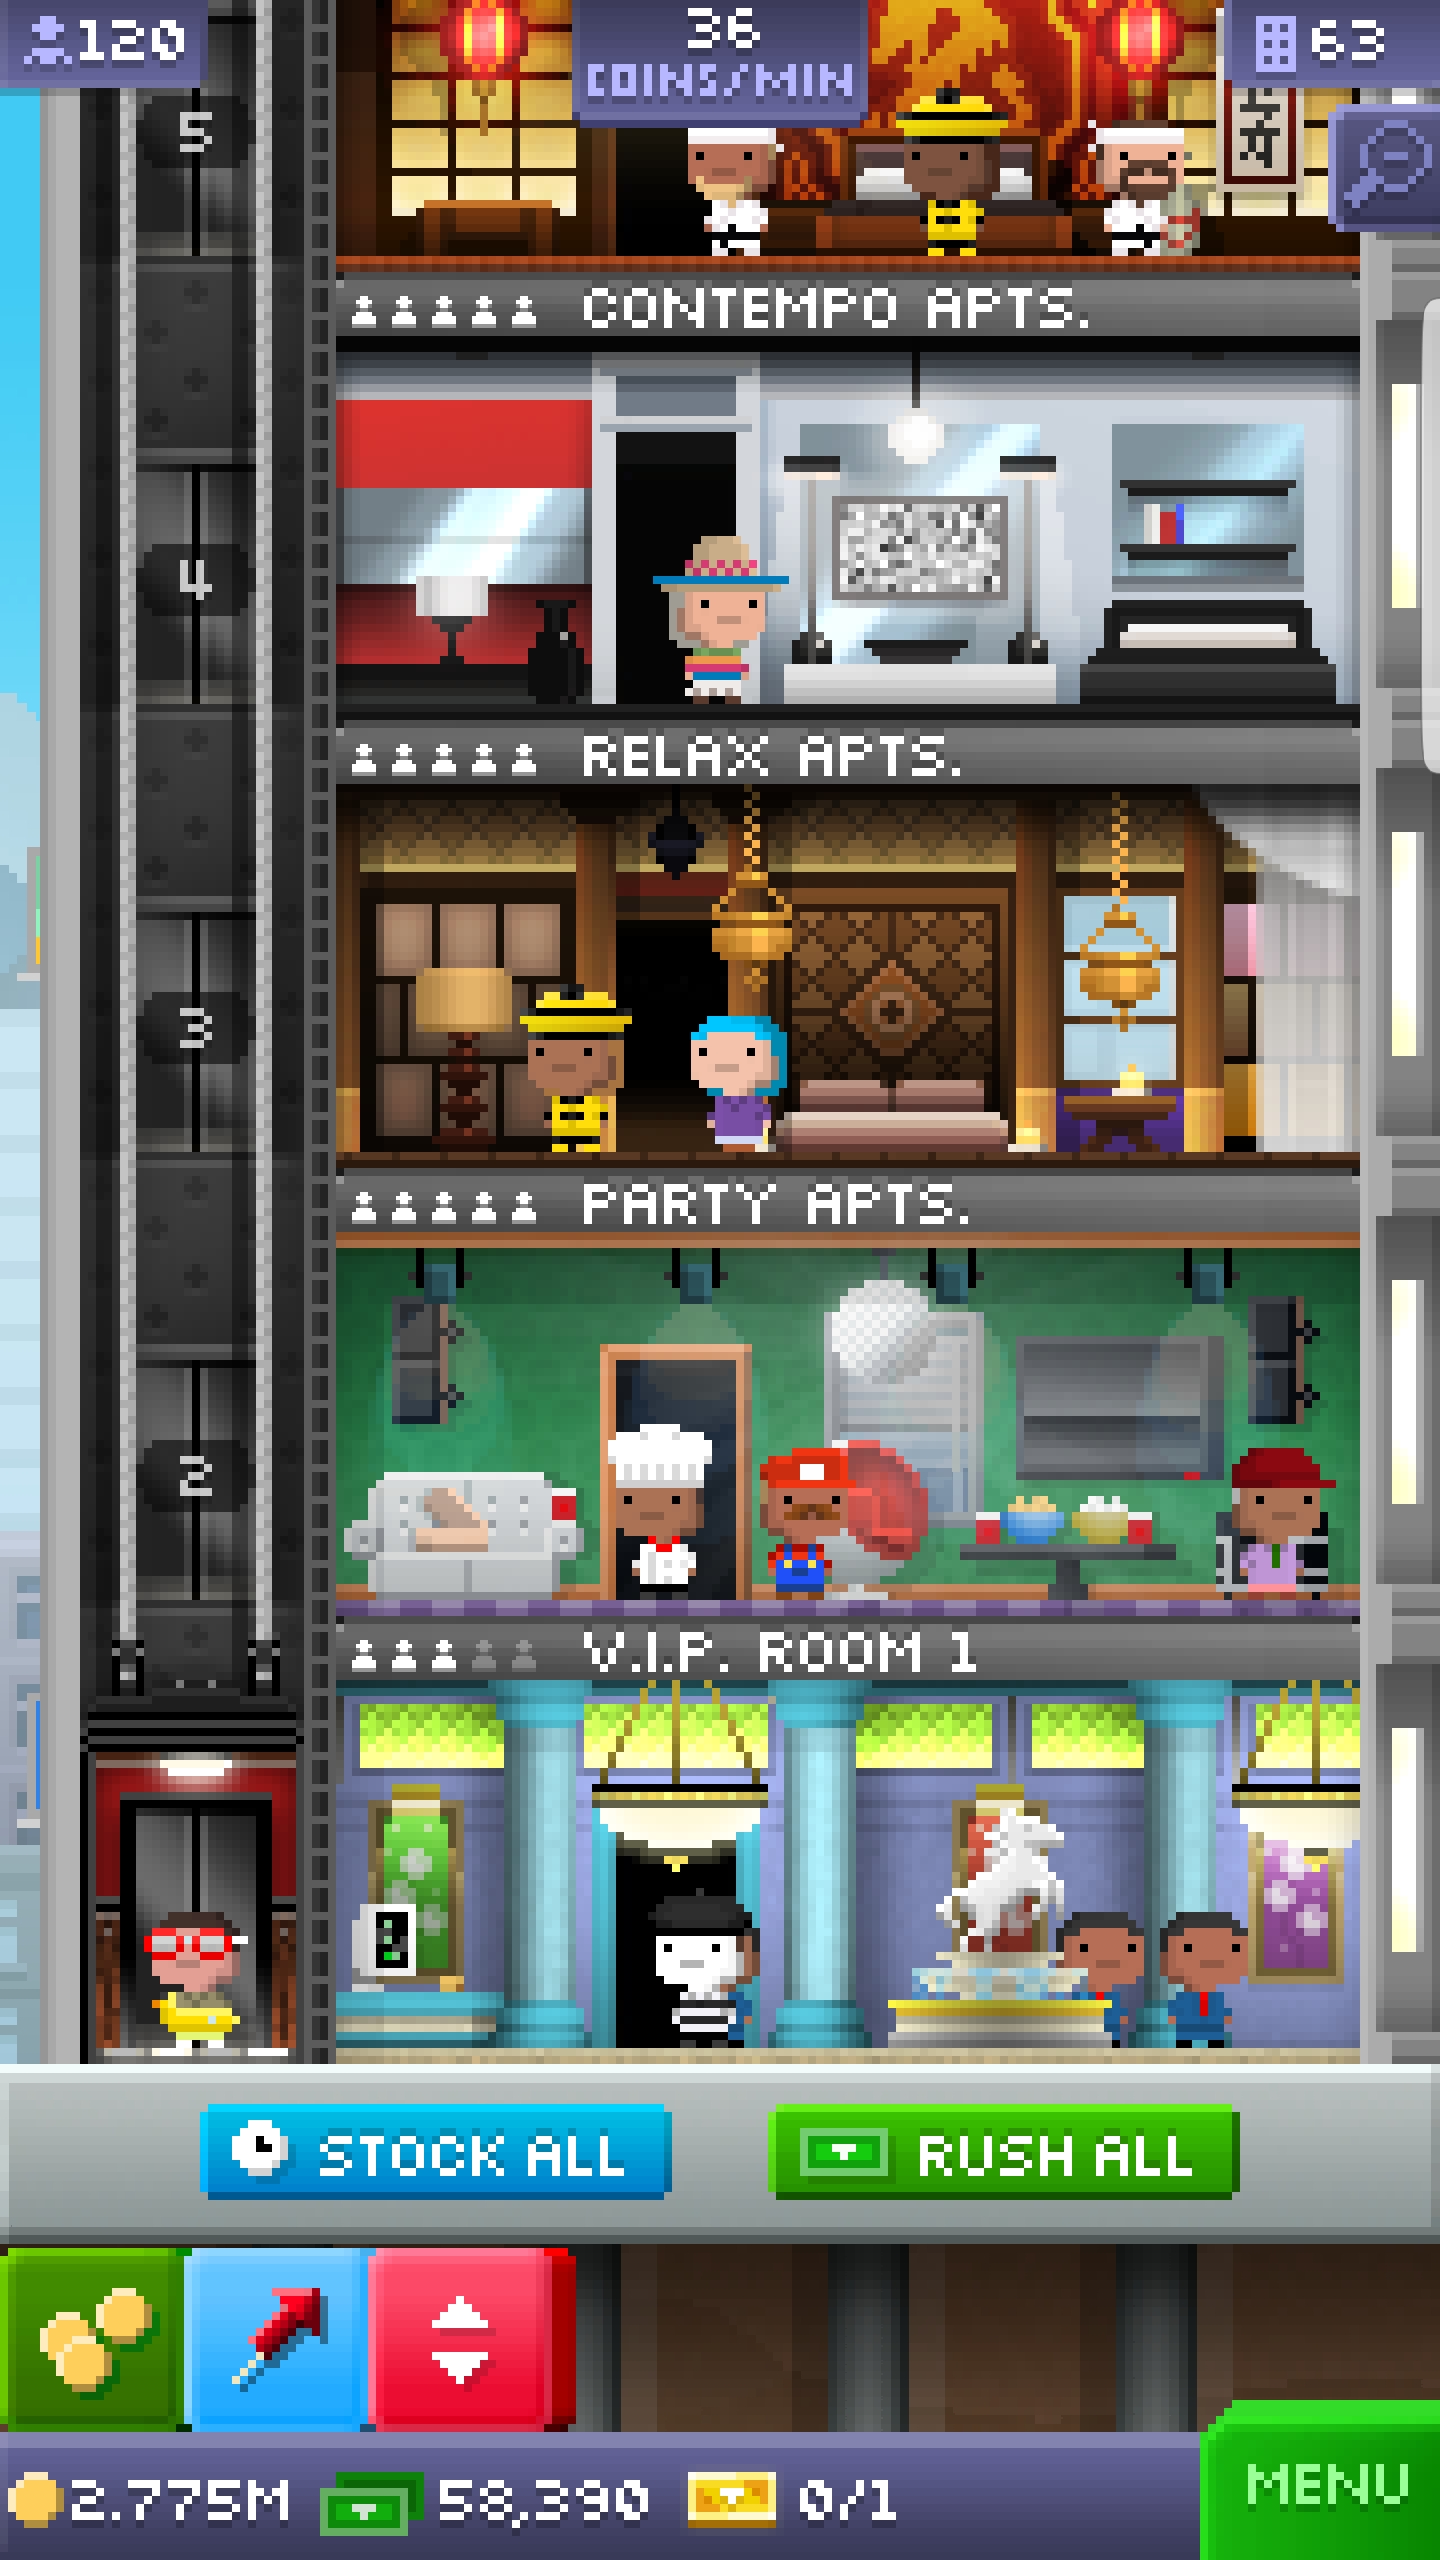 120
36
COINS/MIN
63
5
CONTEMPO APTS.
4
RELAX APTS.
3
PARTY APTS.
2
V.I.P. ROOM 1
STOCK ALL
RUSH ALL
2.775M
58,390
0/1
MENU